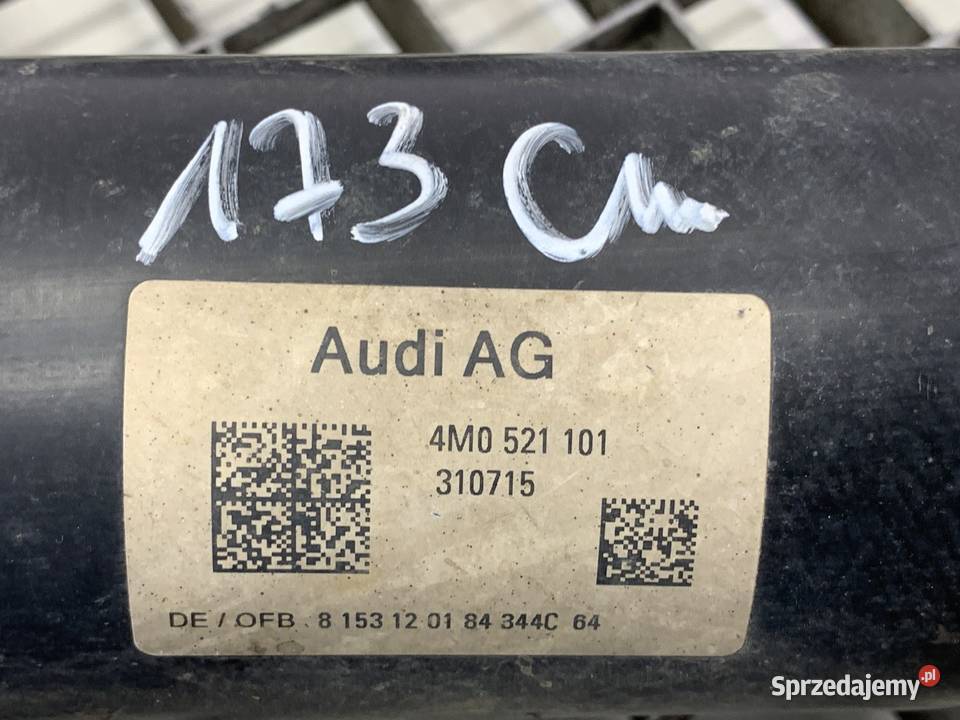 173 cm
Audi AG
4M0 521 101
310715
DE / OFB . 8 153 12 01 84 344C 64
Sprzedajemy.pl